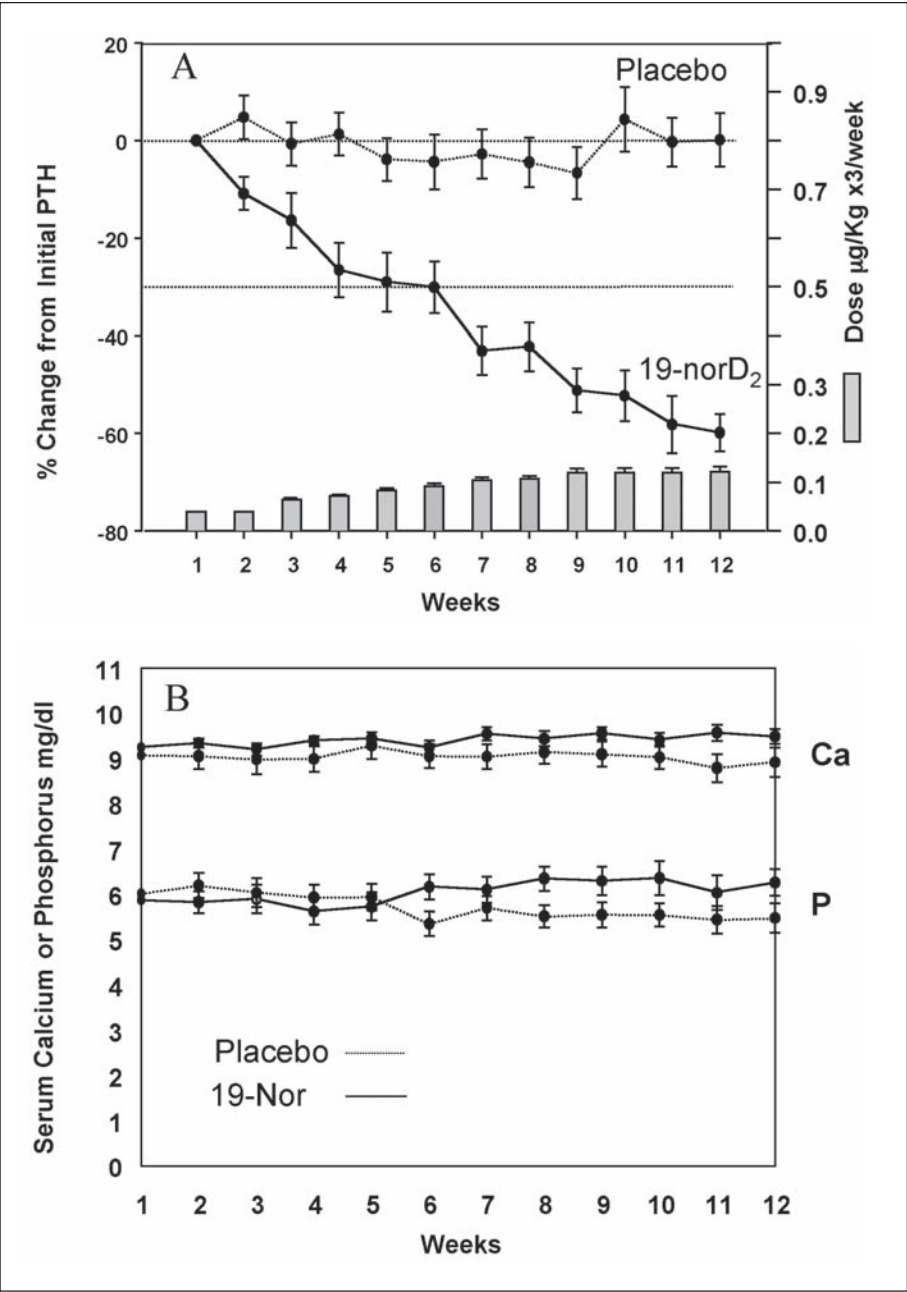 A
Placebo
19-norD2
% Change from Initial PTH
20
0
-20
-40
-60
-80
0.9
0.7
0.5
0.3
0.2
0.1
0.0
Dose µg/Kg x3/week
1 2 3 4 5 6 7 8 9 10 11 12
Weeks
B
Serum Calcium or Phosphorus mg/dl
11
10
9
8
7
6
5
4
3
2
1
0
Ca
P
Placebo
19-Nor
1 2 3 4 5 6 7 8 9 10 11 12
Weeks